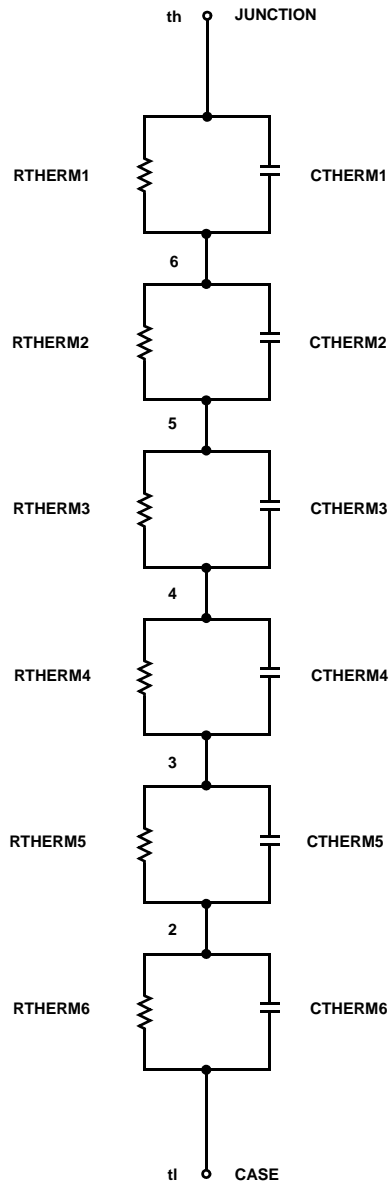 th JUNCTION
RTHERM1 CTHERM1
6
RTHERM2 CTHERM2
5
RTHERM3 CTHERM3
4
RTHERM4 CTHERM4
3
RTHERM5 CTHERM5
2
RTHERM6 CTHERM6
tl CASE